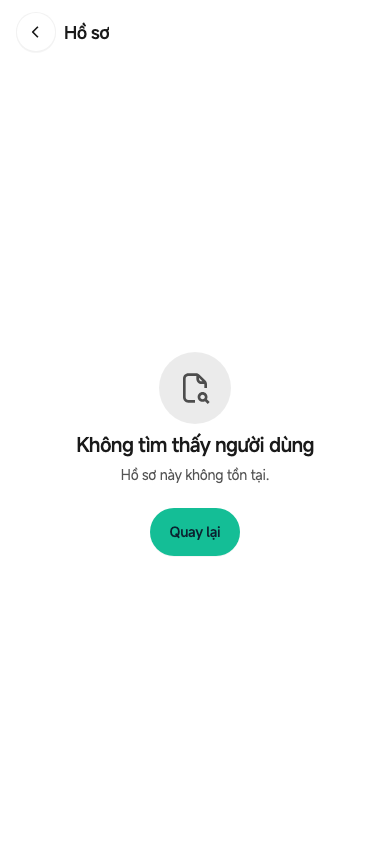 Hồ sơ
Không tìm thấy người dùng
Hồ sơ này không tồn tại.
Quay lại